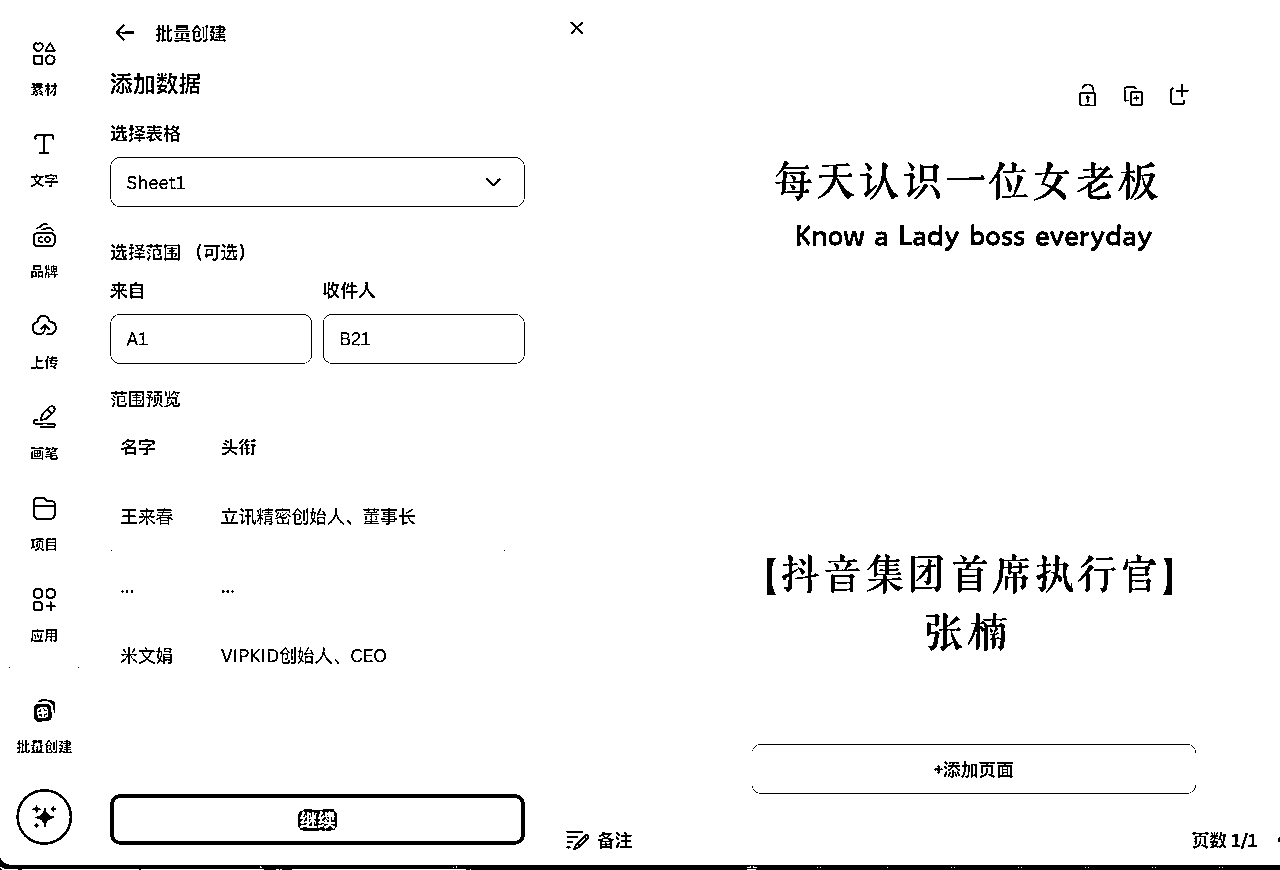 素材
文字
品牌
上传
画笔
项目
应用
批量创建
批量创建
添加数据
选择表格
Sheet1
选择范围 （可选）
来自 收件人
A1 B21
范围预览
名字 头衔
王来春 立讯精密创始人、董事长
... ...
米文娟 VIPKID创始人、CEO
继续
每天认识一位女老板
Know a Lady boss everyday
【抖音集团首席执行官】
张楠
+添加页面
备注
页数 1/1